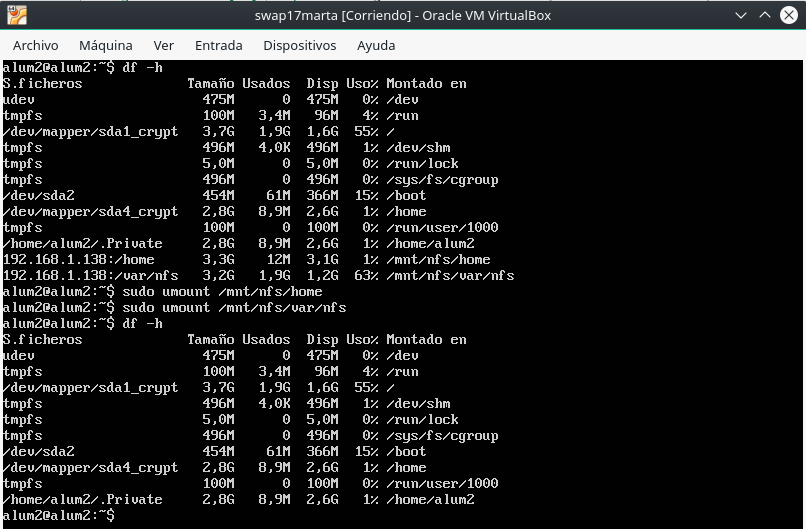 swap17marta [Corriendo] - Oracle VM VirtualBox
Archivo Máquina Ver Entrada Dispositivos Ayuda
alum2@alum2:~$ df -h
S.ficheros Tamaño Usados Disp Uso% Montado en
udev 475M 0 475M 0% /dev
tmpfs 100M 3,4M 96M 4% /run
/dev/mapper/sda1_crypt 3,7G 1,9G 1,6G 55% /
tmpfs 496M 4,0K 496M 1% /dev/shm
tmpfs 5,0M 0 5,0M 0% /run/lock
tmpfs 496M 0 496M 0% /sys/fs/cgroup
/dev/sda2 454M 61M 366M 15% /boot
/dev/mapper/sda4_crypt 2,8G 8,9M 2,6G 1% /home
tmpfs 100M 0 100M 0% /run/user/1000
/home/alum2/.Private 2,8G 8,9M 2,6G 1% /home/alum2
192.168.1.138:/home 3,3G 12M 3,1G 1% /mnt/nfs/home
192.168.1.138:/var/nfs 3,2G 1,9G 1,2G 63% /mnt/nfs/var/nfs
alum2@alum2:~$ sudo umount /mnt/nfs/home
alum2@alum2:~$ sudo umount /mnt/nfs/var/nfs
alum2@alum2:~$ df -h
S.ficheros Tamaño Usados Disp Uso% Montado en
udev 475M 0 475M 0% /dev
tmpfs 100M 3,4M 96M 4% /run
/dev/mapper/sda1_crypt 3,7G 1,9G 1,6G 55% /
tmpfs 496M 4,0K 496M 1% /dev/shm
tmpfs 5,0M 0 5,0M 0% /run/lock
tmpfs 496M 0 496M 0% /sys/fs/cgroup
/dev/sda2 454M 61M 366M 15% /boot
/dev/mapper/sda4_crypt 2,8G 8,9M 2,6G 1% /home
tmpfs 100M 0 100M 0% /run/user/1000
/home/alum2/.Private 2,8G 8,9M 2,6G 1% /home/alum2
alum2@alum2:~$